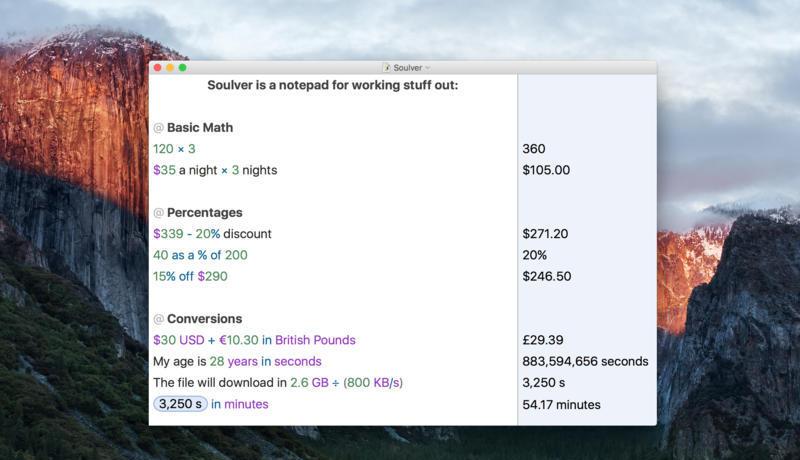 Soulver
Soulver is a notepad for working stuff out:
@ Basic Math
120 × 3 360
$35 a night × 3 nights $105.00
@ Percentages
$339 - 20% discount $271.20
40 as a % of 200 20%
15% off $290 $246.50
@ Conversions
$30 USD + €10.30 in British Pounds £29.39
My age is 28 years in seconds 883,594,656 seconds
The file will download in 2.6 GB ÷ (800 KB/s) 3,250 s
3,250 s in minutes 54.17 minutes